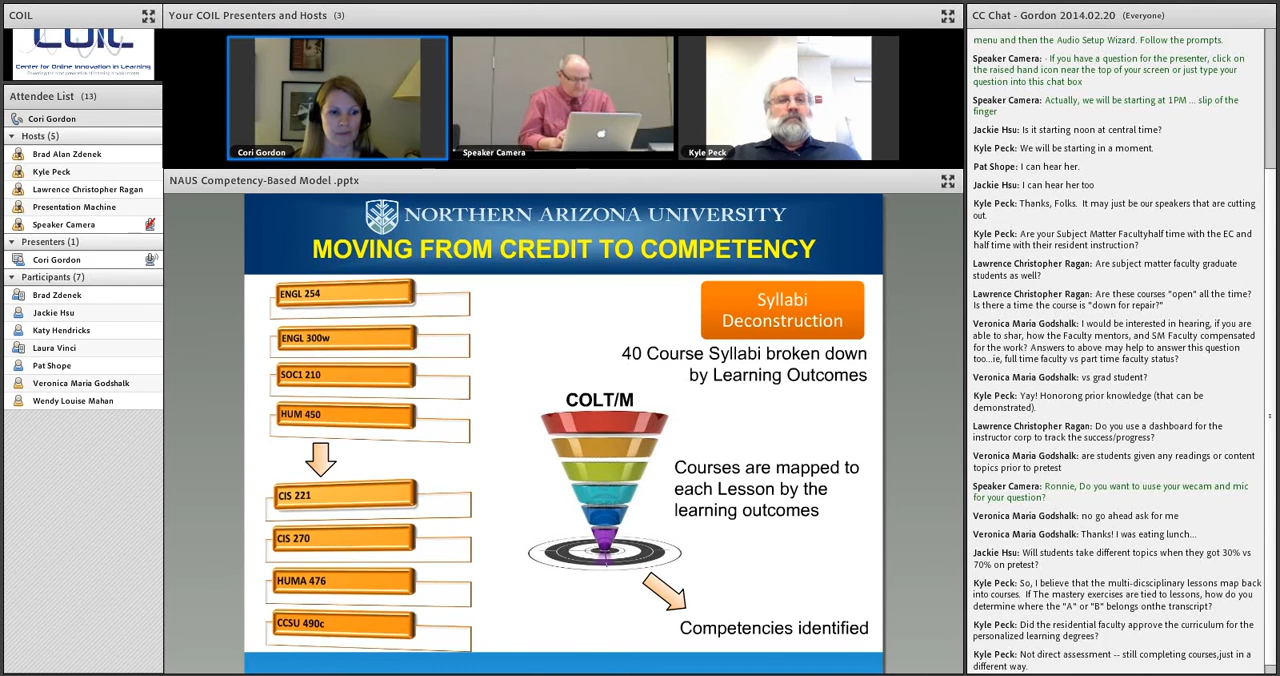 COIL
COIL
Center for Online Innovation in Learning
Attendee List (13)
Cori Gordon
Hosts (5)
Brad Alan Zdenek
Kyle Peck
Lawrence Christopher Ragan
Presentation Machine
Speaker Camera
Presenters (1)
Cori Gordon
Participants (7)
Brad Zdenek
Jackie Hsu
Katy Hendricks
Laura Vinci
Pat Shope
Veronica Maria Godshalk
Wendy Louise Mahan
Your COIL Presenters and Hosts (3)
Cori Gordon
Speaker Camera
Kyle Peck
NAUS Competency-Based Model .pptx
NORTHERN ARIZONA UNIVERSITY
MOVING FROM CREDIT TO COMPETENCY
ENGL 254
ENGL 300w
SOC1 210
HUM 450
CIS 221
CIS 270
HUMA 476
CCSU 490c
Syllabi
Deconstruction
40 Course Syllabi broken down
by Learning Outcomes
COLT/M
Courses are mapped to
each Lesson by the
learning outcomes
Competencies identified
CC Chat - Gordon 2014.02.20 (Everyone)
menu and then the Audio Setup Wizard. Follow the prompts.
Speaker Camera: - If you have a question for the presenter, click on
the raised hand icon near the top of your screen or just type your
question into this chat box
Speaker Camera: Actually, we will be starting at 1PM ... slip of the
finger
Jackie Hsu: Is it starting noon at central time?
Kyle Peck: We will be starting in a moment.
Pat Shope: I can hear her.
Jackie Hsu: I can hear her too
Kyle Peck: Thanks, Folks. It may just be our speakers that are cutting
out.
Kyle Peck: Are your Subject Matter Facultyhalf time with the EC and
half time with their resident instruction?
Lawrence Christopher Ragan: Are subject matter faculty graduate
students as well?
Lawrence Christopher Ragan: Are these courses "open" all the time?
Is there a time the course is "down for repair?"
Veronica Maria Godshalk: I would be interested in hearing, if you are
able to shar, how the Faculty mentors, and SM Faculty compensated
for the work? Answers to above may help to answer this question
too...ie, full time faculty vs part time faculty status?
Veronica Maria Godshalk: vs grad student?
Kyle Peck: Yay! Honorong prior knowledge (that can be
demonstrated).
Lawrence Christopher Ragan: Do you use a dashboard for the
instructor corp to track the success/progress?
Veronica Maria Godshalk: are students given any readings or content
topics prior to pretest
Speaker Camera: Ronnie, Do you want to uuse your wecam and mic
for your question?
Veronica Maria Godshalk: no go ahead ask for me
Veronica Maria Godshalk: Thanks! I was eating lunch...
Jackie Hsu: Will students take different topics when they got 30% vs
70% on pretest?
Kyle Peck: So, I believe that the multi-dicsciplinary lessons map back
into courses. If The mastery exercises are tied to lessons, how do you
determine where the "A" or "B" belongs onthe transcript?
Kyle Peck: Did the residential faculty approve the curriculum for the
personalized learning degrees?
Kyle Peck: Not direct assessment -- still completing courses,just in a
different way.